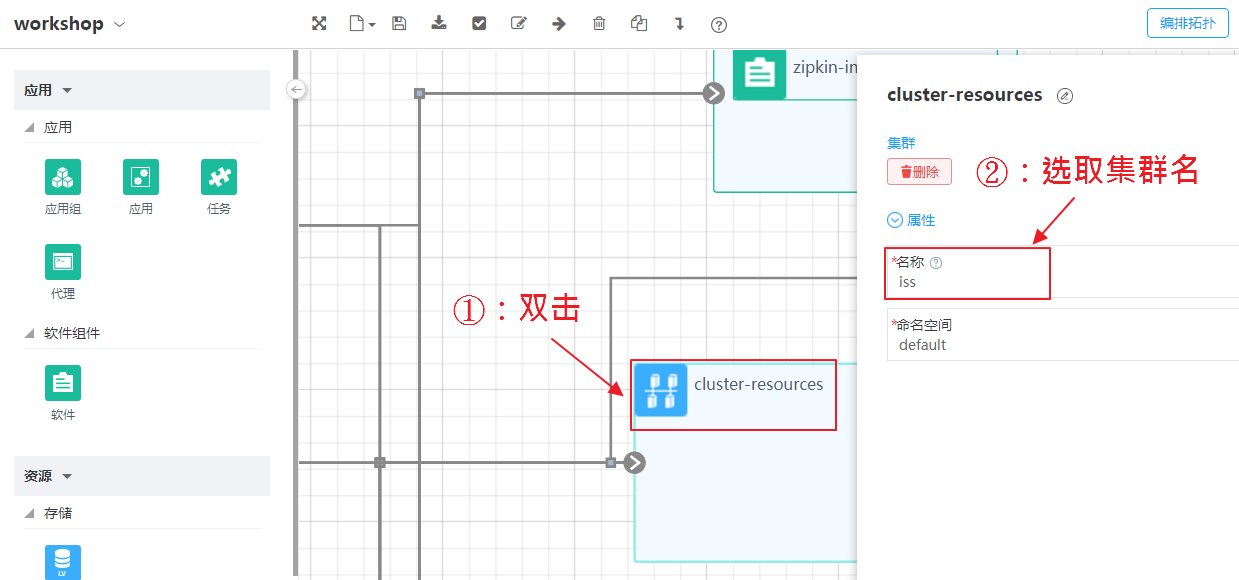 workshop
编排拓扑
应用
应用
应用组
应用
任务
代理
软件组件
软件
资源
存储
LV
zipkin-in
①：双击
cluster-resources
cluster-resources
集群
删除
②：选取集群名
属性
*名称
iss
*命名空间
default